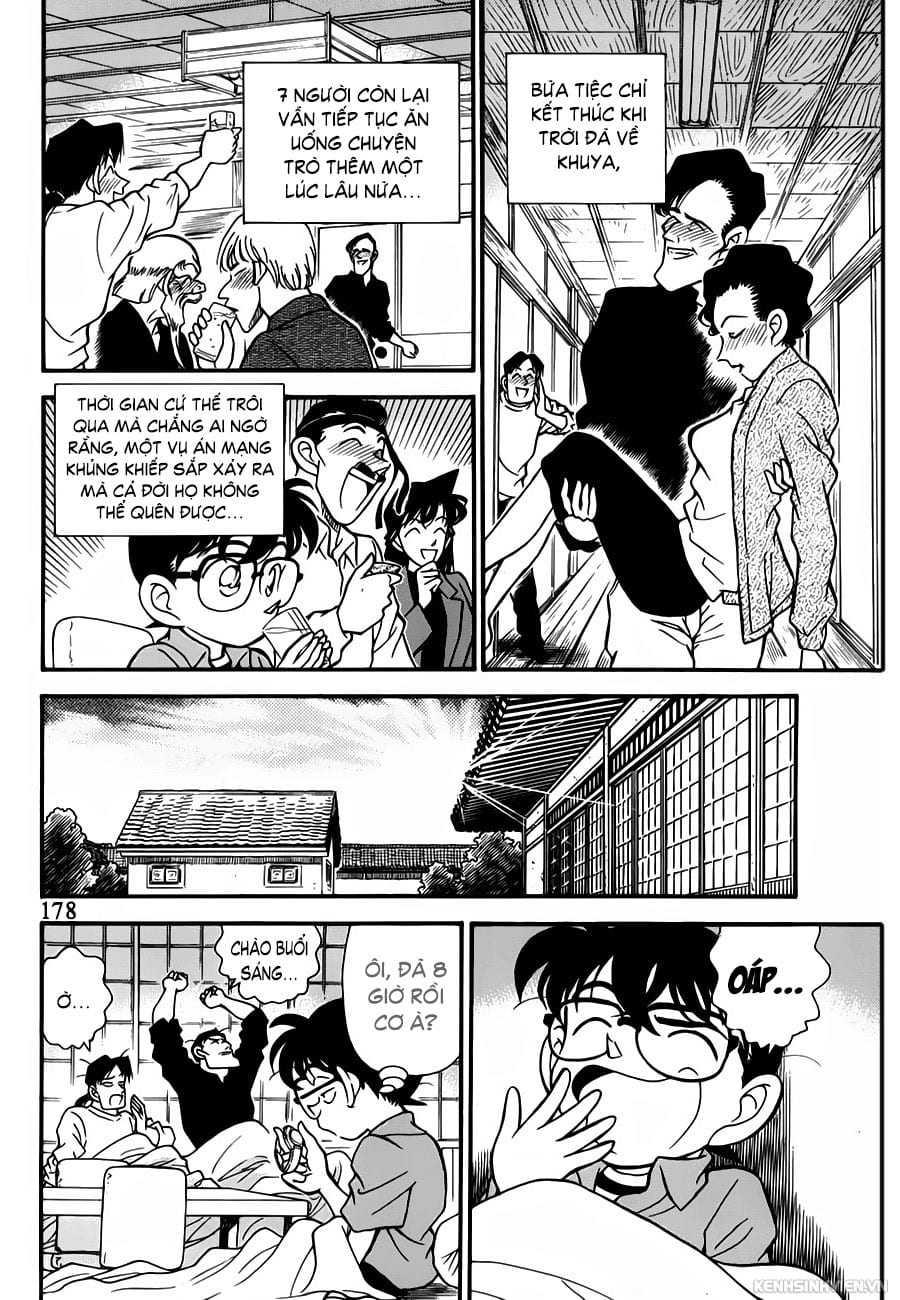 7 NGƯỜI CÒN LẠI
VẪN TIẾP TỤC ĂN
UỐNG CHUYỆN
TRÒ THÊM MỘT
LÚC LÂU NỮA...
BỮA TIỆC CHỈ
KẾT THÚC KHI
TRỜI ĐÃ VỀ
KHUYA,
THỜI GIAN CỨ THẾ TRÔI
QUA MÀ CHẲNG AI NGỜ
RẰNG, MỘT VỤ ÁN MẠNG
KHỦNG KHIẾP SẮP XẢY RA
MÀ CẢ ĐỜI HỌ KHÔNG
THỂ QUÊN ĐƯỢC...
178
Ờ...
CHÀO BUỔI
SÁNG...
ÔI, ĐÃ 8
GIỜ RỒI
CƠ À?
OÁP...
KENHSINHVIEN.VN